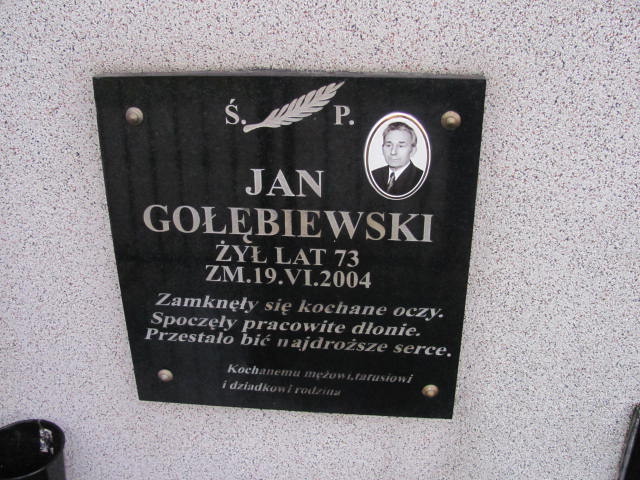 Ś. P.
JAN
GOŁĘBIEWSKI
ŻYŁ LAT 73
ZM.19.VI.2004
Zamknęły się kochane oczy.
Spoczęły pracowite dłonie.
Przestało bić najdroższe serce.
Kochanemu mężowi,tatusiowi
i dziadkowi rodzina